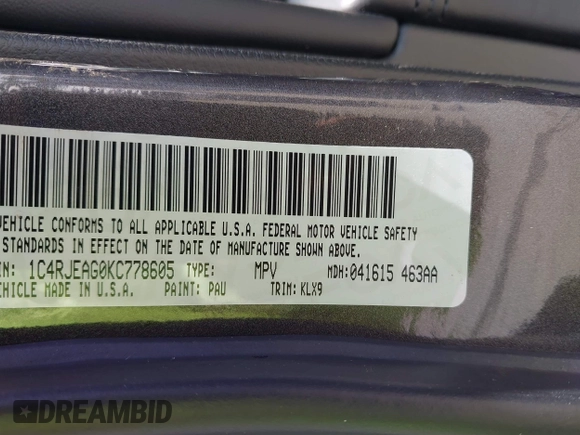 VEHICLE CONFORMS TO ALL APPLICABLE U.S.A. FEDERAL MOTOR VEHICLE SAFETY
STANDARDS IN EFFECT ON THE DATE OF MANUFACTURE SHOWN ABOVE.
IN: 1C4RJEAG0KC778605 TYPE: MPV MDH:041615 463AA
VEHICLE MADE IN U.S.A. PAINT: PAU TRIM: KLX9
DREAMBID